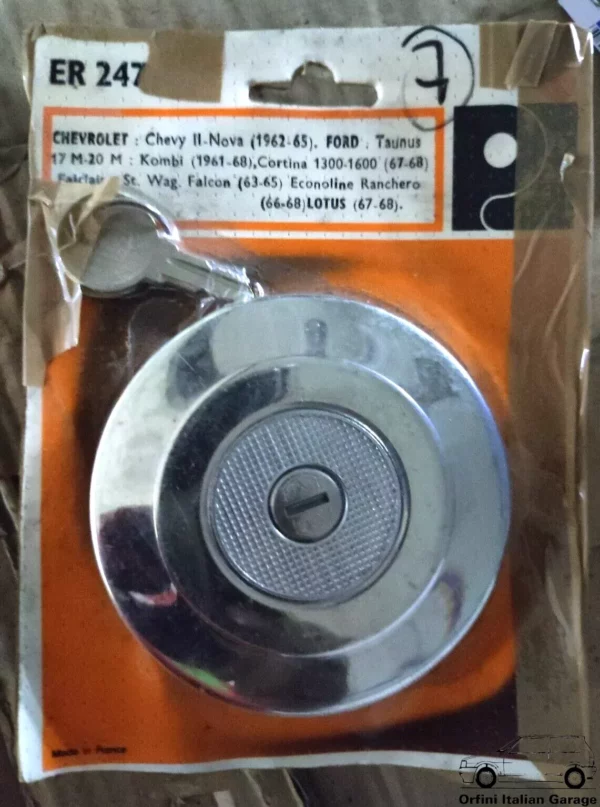 ER 247
7
CHEVROLET : Chevy II-Nova (1962-65). FORD : Taunus
17 M-20 M : Kombi (1961-68),Cortina 1300-1600 (67-68)
Fairlane St. Wag. Falcon (63-65) Econoline Ranchero
(66-68)LOTUS (67-68).
Made in France
Orfini Italian Garage